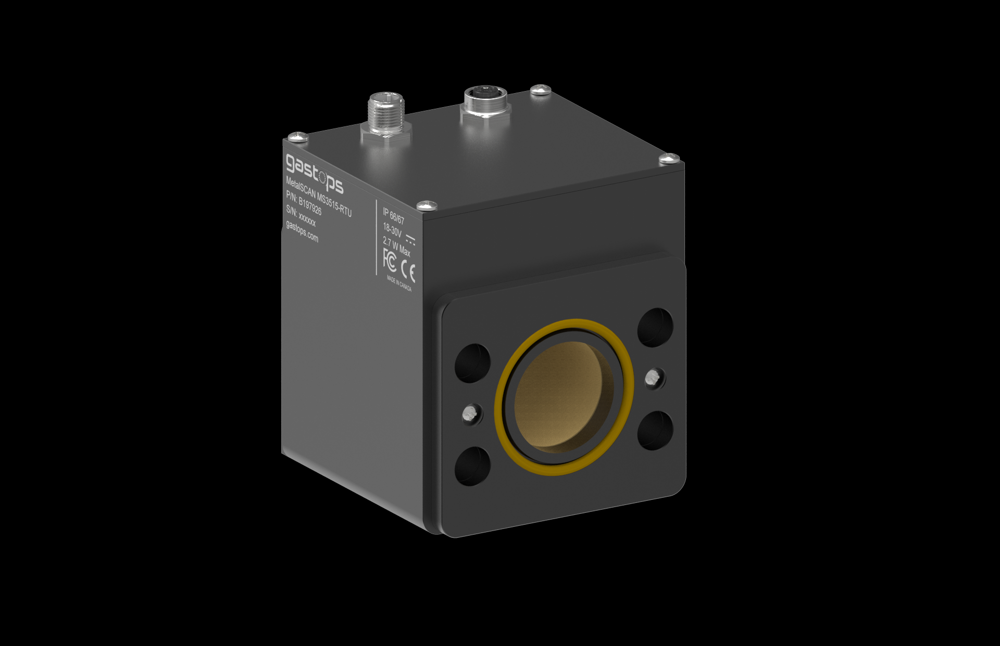 gastops
MetalSCAN MS3515-RTU
P/N: B197926
S/N: xxxxxx
gastops.com
IP 66/67
18-30V
2.7 W Max
FC CE
MADE IN CANADA